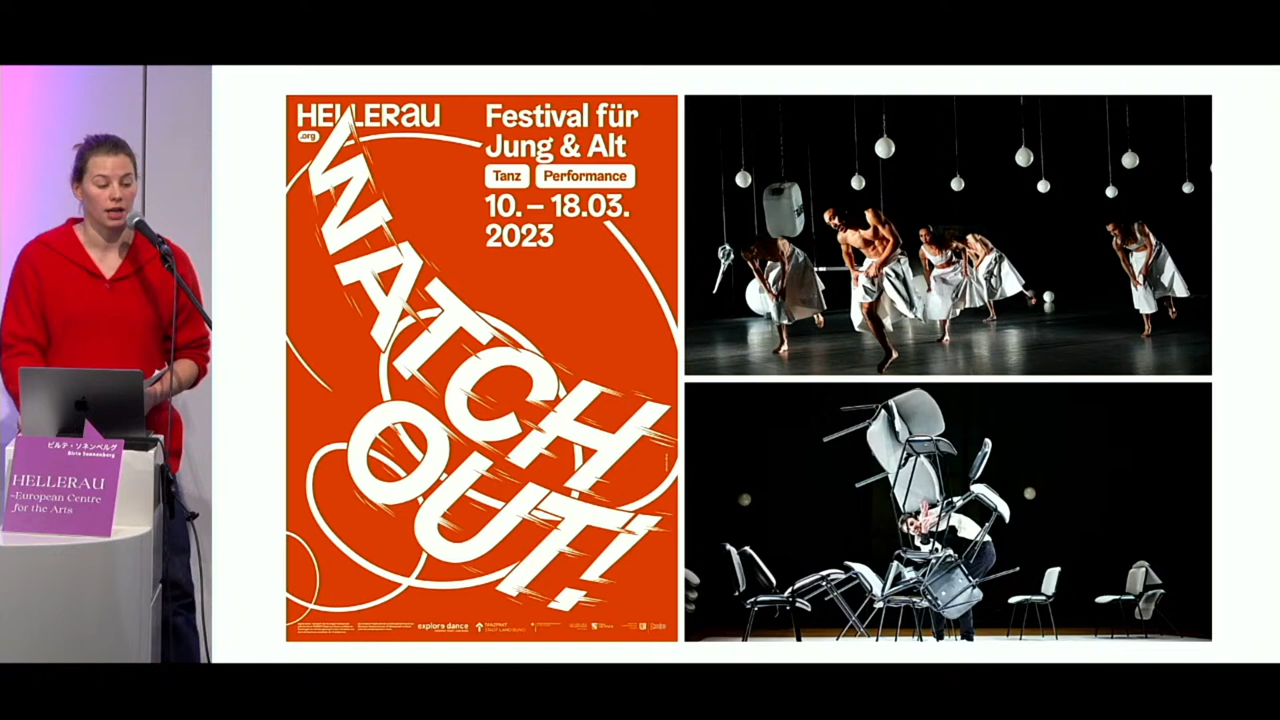 HELLERAU
.org
Festival für
Jung & Alt
Tanz
Performance
10. – 18.03.
2023
WATCH
OUT!
explore dance
ビルテ・ソネンベルグ
Birte Sonnenberg
HELLERAU
-European Centre
for the Arts